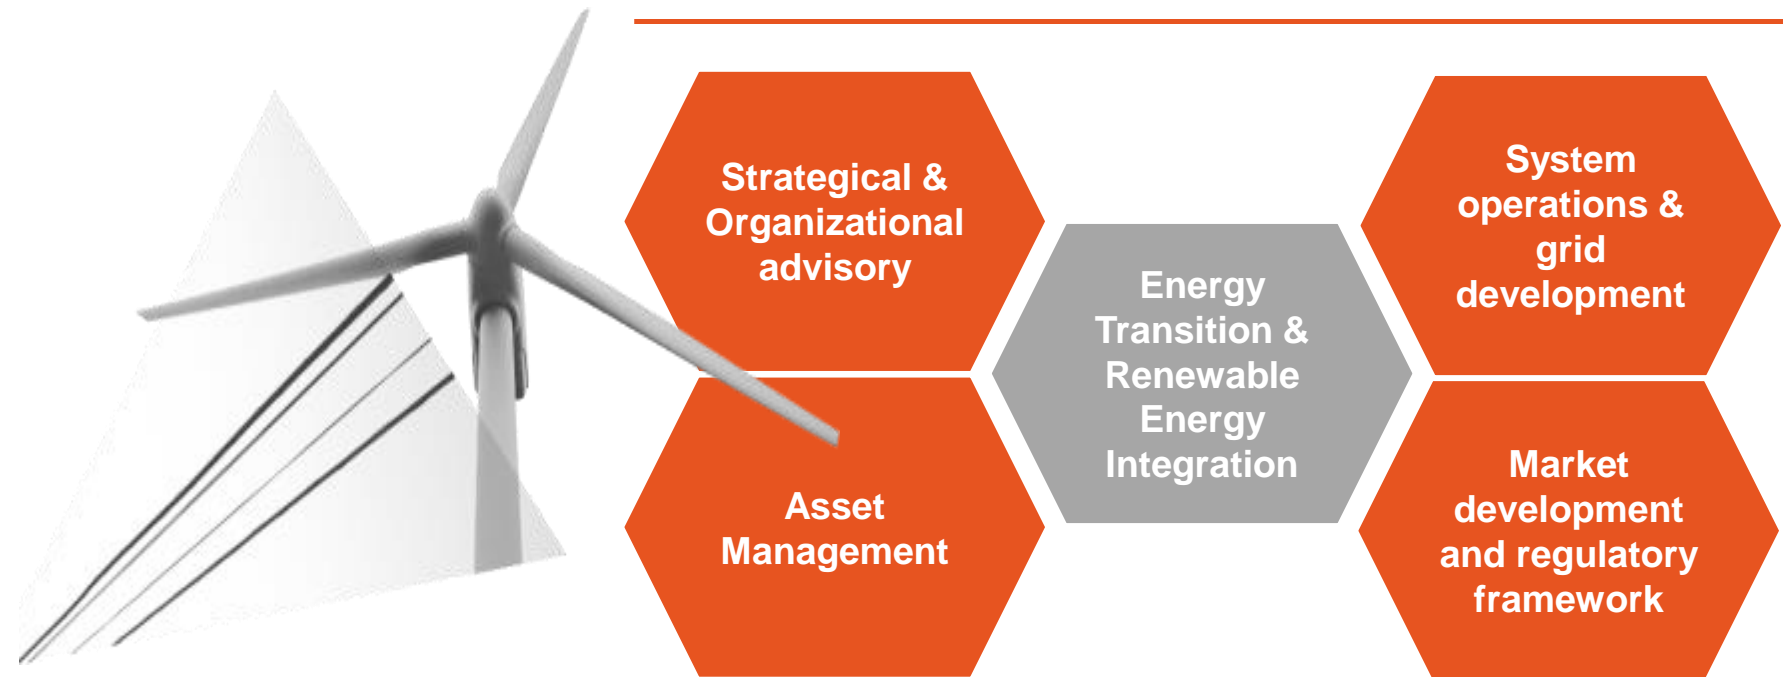 Strategical &
Organizational
advisory
Asset
Management
Energy
Transition &
Renewable
Energy
Integration
System
operations &
grid
development
Market
development
and regulatory
framework